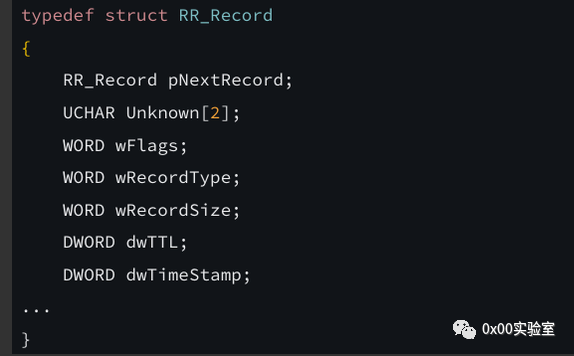 typedef struct RR_Record
{
RR_Record pNextRecord;
UCHAR Unknown[2];
WORD wFlags;
WORD wRecordType;
WORD wRecordSize;
DWORD dwTTL;
DWORD dwTimeStamp;
...
}
0x00实验室